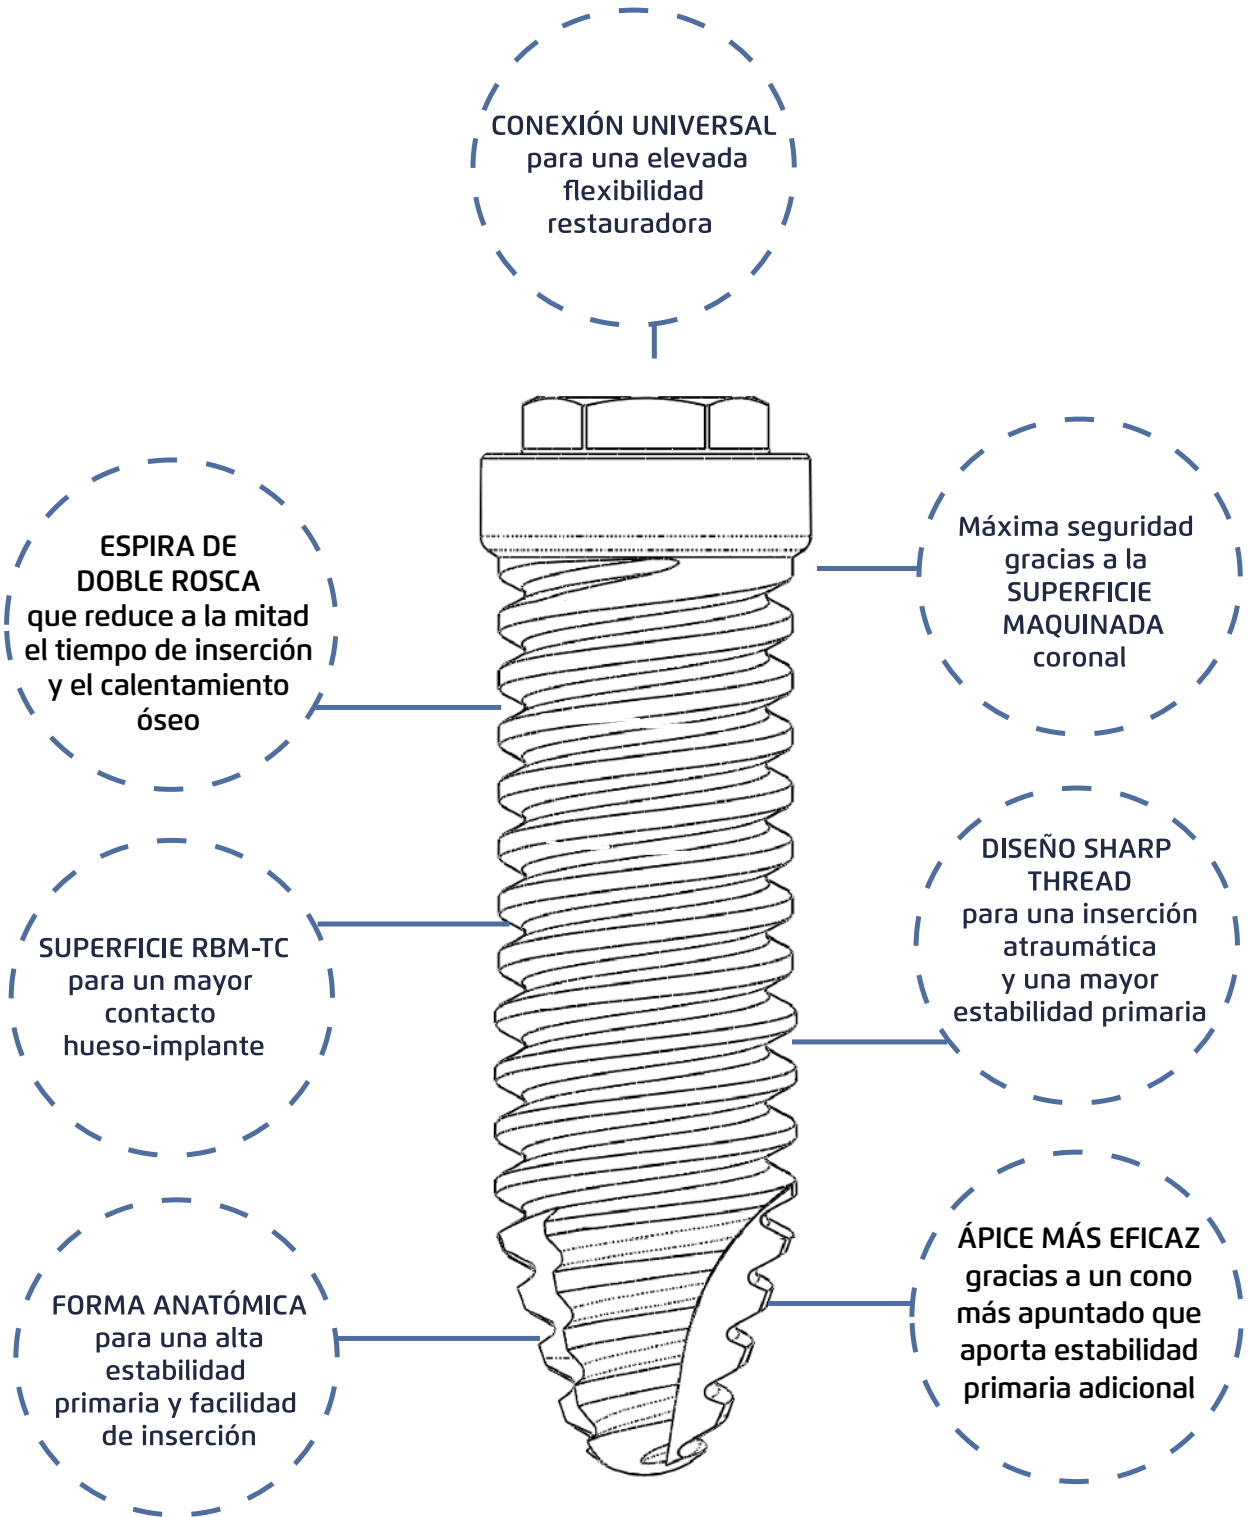 CONEXIÓN UNIVERSAL
para una elevada
flexibilidad
restauradora
ESPIRA DE
DOBLE ROSCA
que reduce a la mitad
el tiempo de inserción
y el calentamiento
óseo
Máxima seguridad
gracias a la
SUPERFICIE
MAQUINADA
coronal
SUPERFICIE RBM-TC
para un mayor
contacto
hueso-implante
DISEÑO SHARP
THREAD
para una inserción
atraumática
y una mayor
estabilidad primaria
FORMA ANATÓMICA
para una alta
estabilidad
primaria y facilidad
de inserción
ÁPICE MÁS EFICAZ
gracias a un cono
más apuntado que
aporta estabilidad
primaria adicional